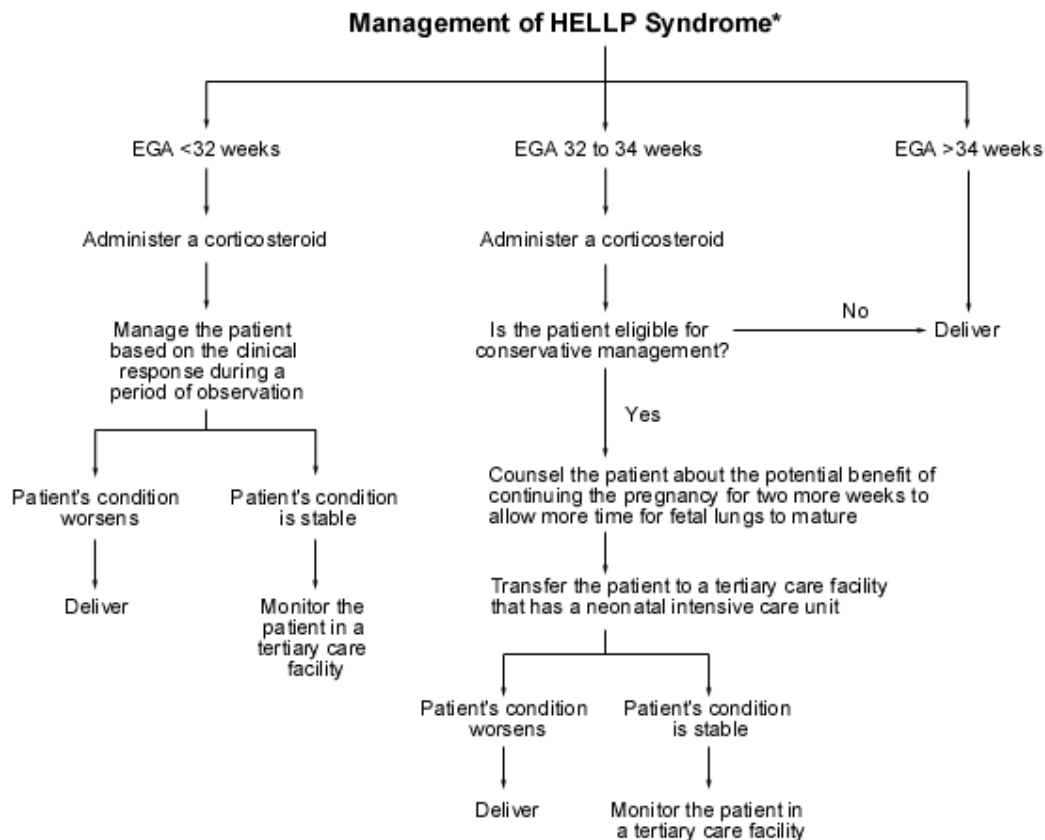 Management of HELLP Syndrome*
EGA <32 weeks
EGA 32 to 34 weeks
EGA >34 weeks
Administer a corticosteroid
Administer a corticosteroid
Manage the patient
based on the clinical
response during a
period of observation
Is the patient eligible for
conservative management?
No
Deliver
Yes
Patient's condition
worsens
Patient's condition
is stable
Counsel the patient about the potential benefit of
continuing the pregnancy for two more weeks to
allow more time for fetal lungs to mature
Deliver
Monitor the
patient in a
tertiary care
facility
Transfer the patient to a tertiary care facility
that has a neonatal intensive care unit
Patient's condition
worsens
Patient's condition
is stable
Deliver
Monitor the patient in
a tertiary care facility